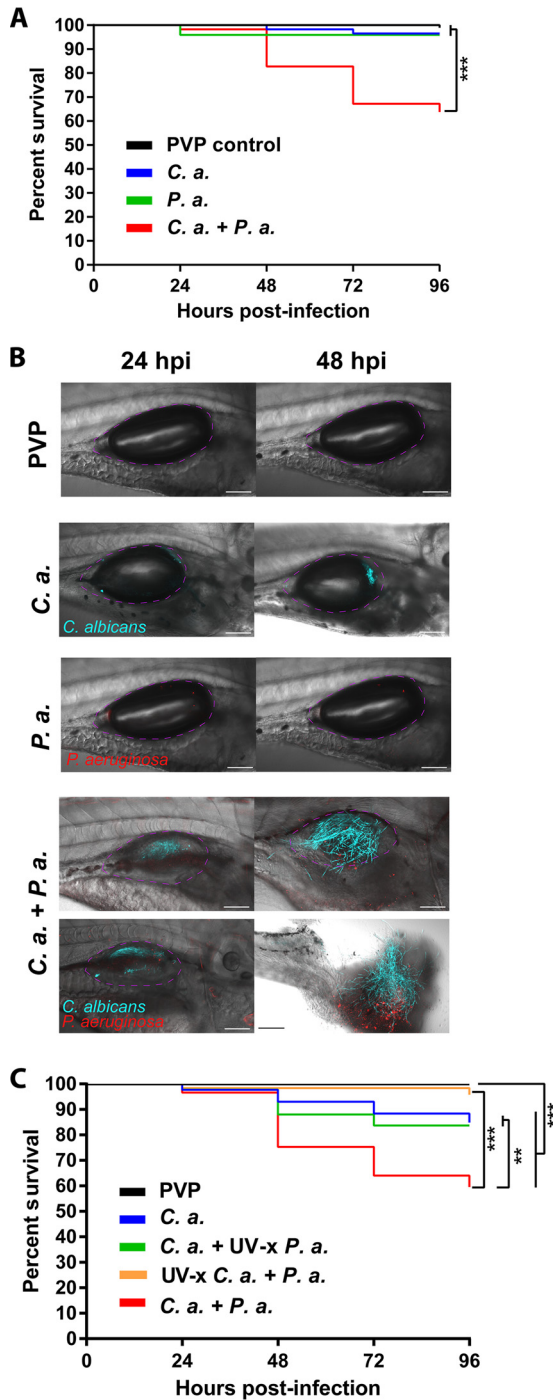 A
Percent survival
100
90
80
70
60
50
40
30
20
10
0
PVP control
C. a.
P. a.
C. a. + P. a.
***
0
24
48
72
96
Hours post-infection
B
24 hpi
48 hpi
PVP
C. a.
C. albicans
P. a.
P. aeruginosa
C. a. + P. a.
C. albicans
P. aeruginosa
C
Percent survival
100
90
80
70
60
50
40
30
20
10
0
PVP
C. a.
C. a. + UV-x P. a.
UV-x C. a. + P. a.
C. a. + P. a.
***
**
***
0
24
48
72
96
Hours post-infection